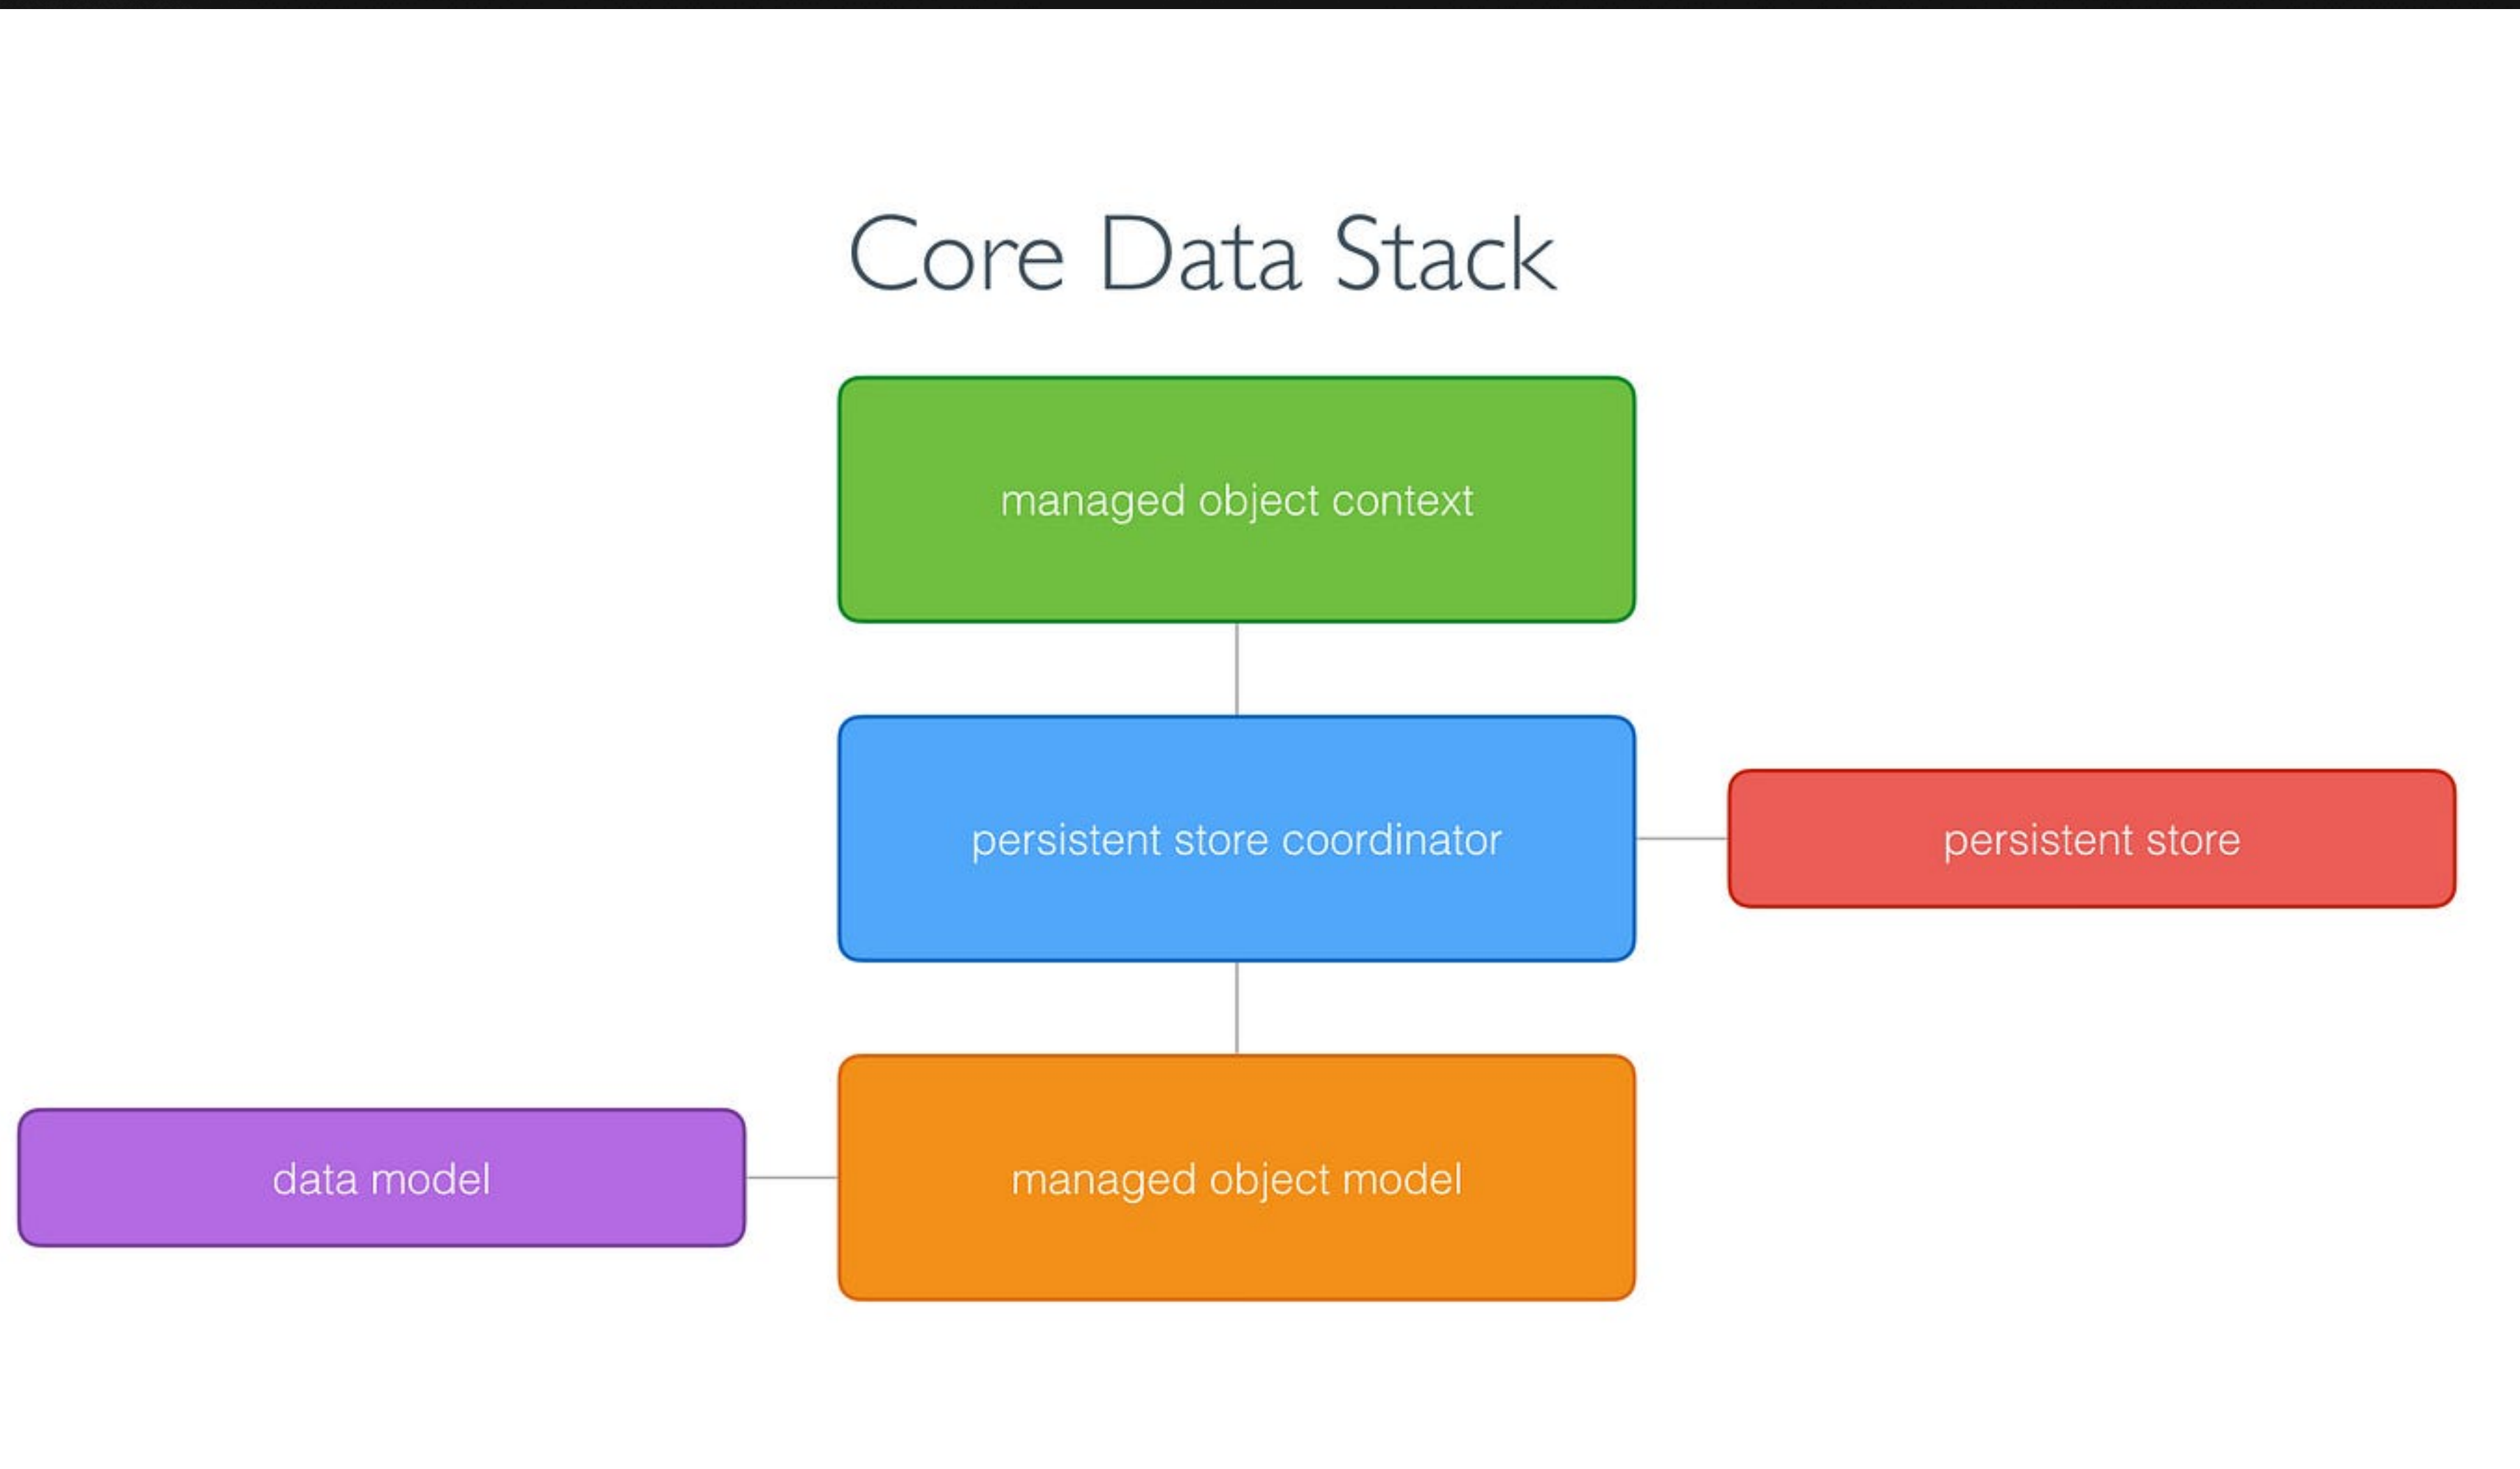 Core Data Stack
managed object context
persistent store coordinator
persistent store
data model
managed object model